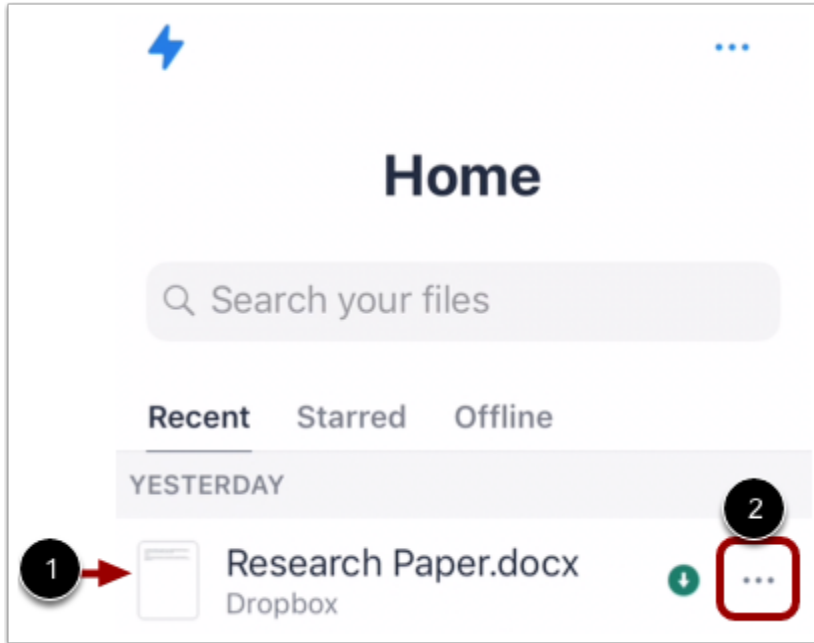 Home
Search your files
Recent Starred Offline
YESTERDAY
2
1 Research Paper.docx
Dropbox